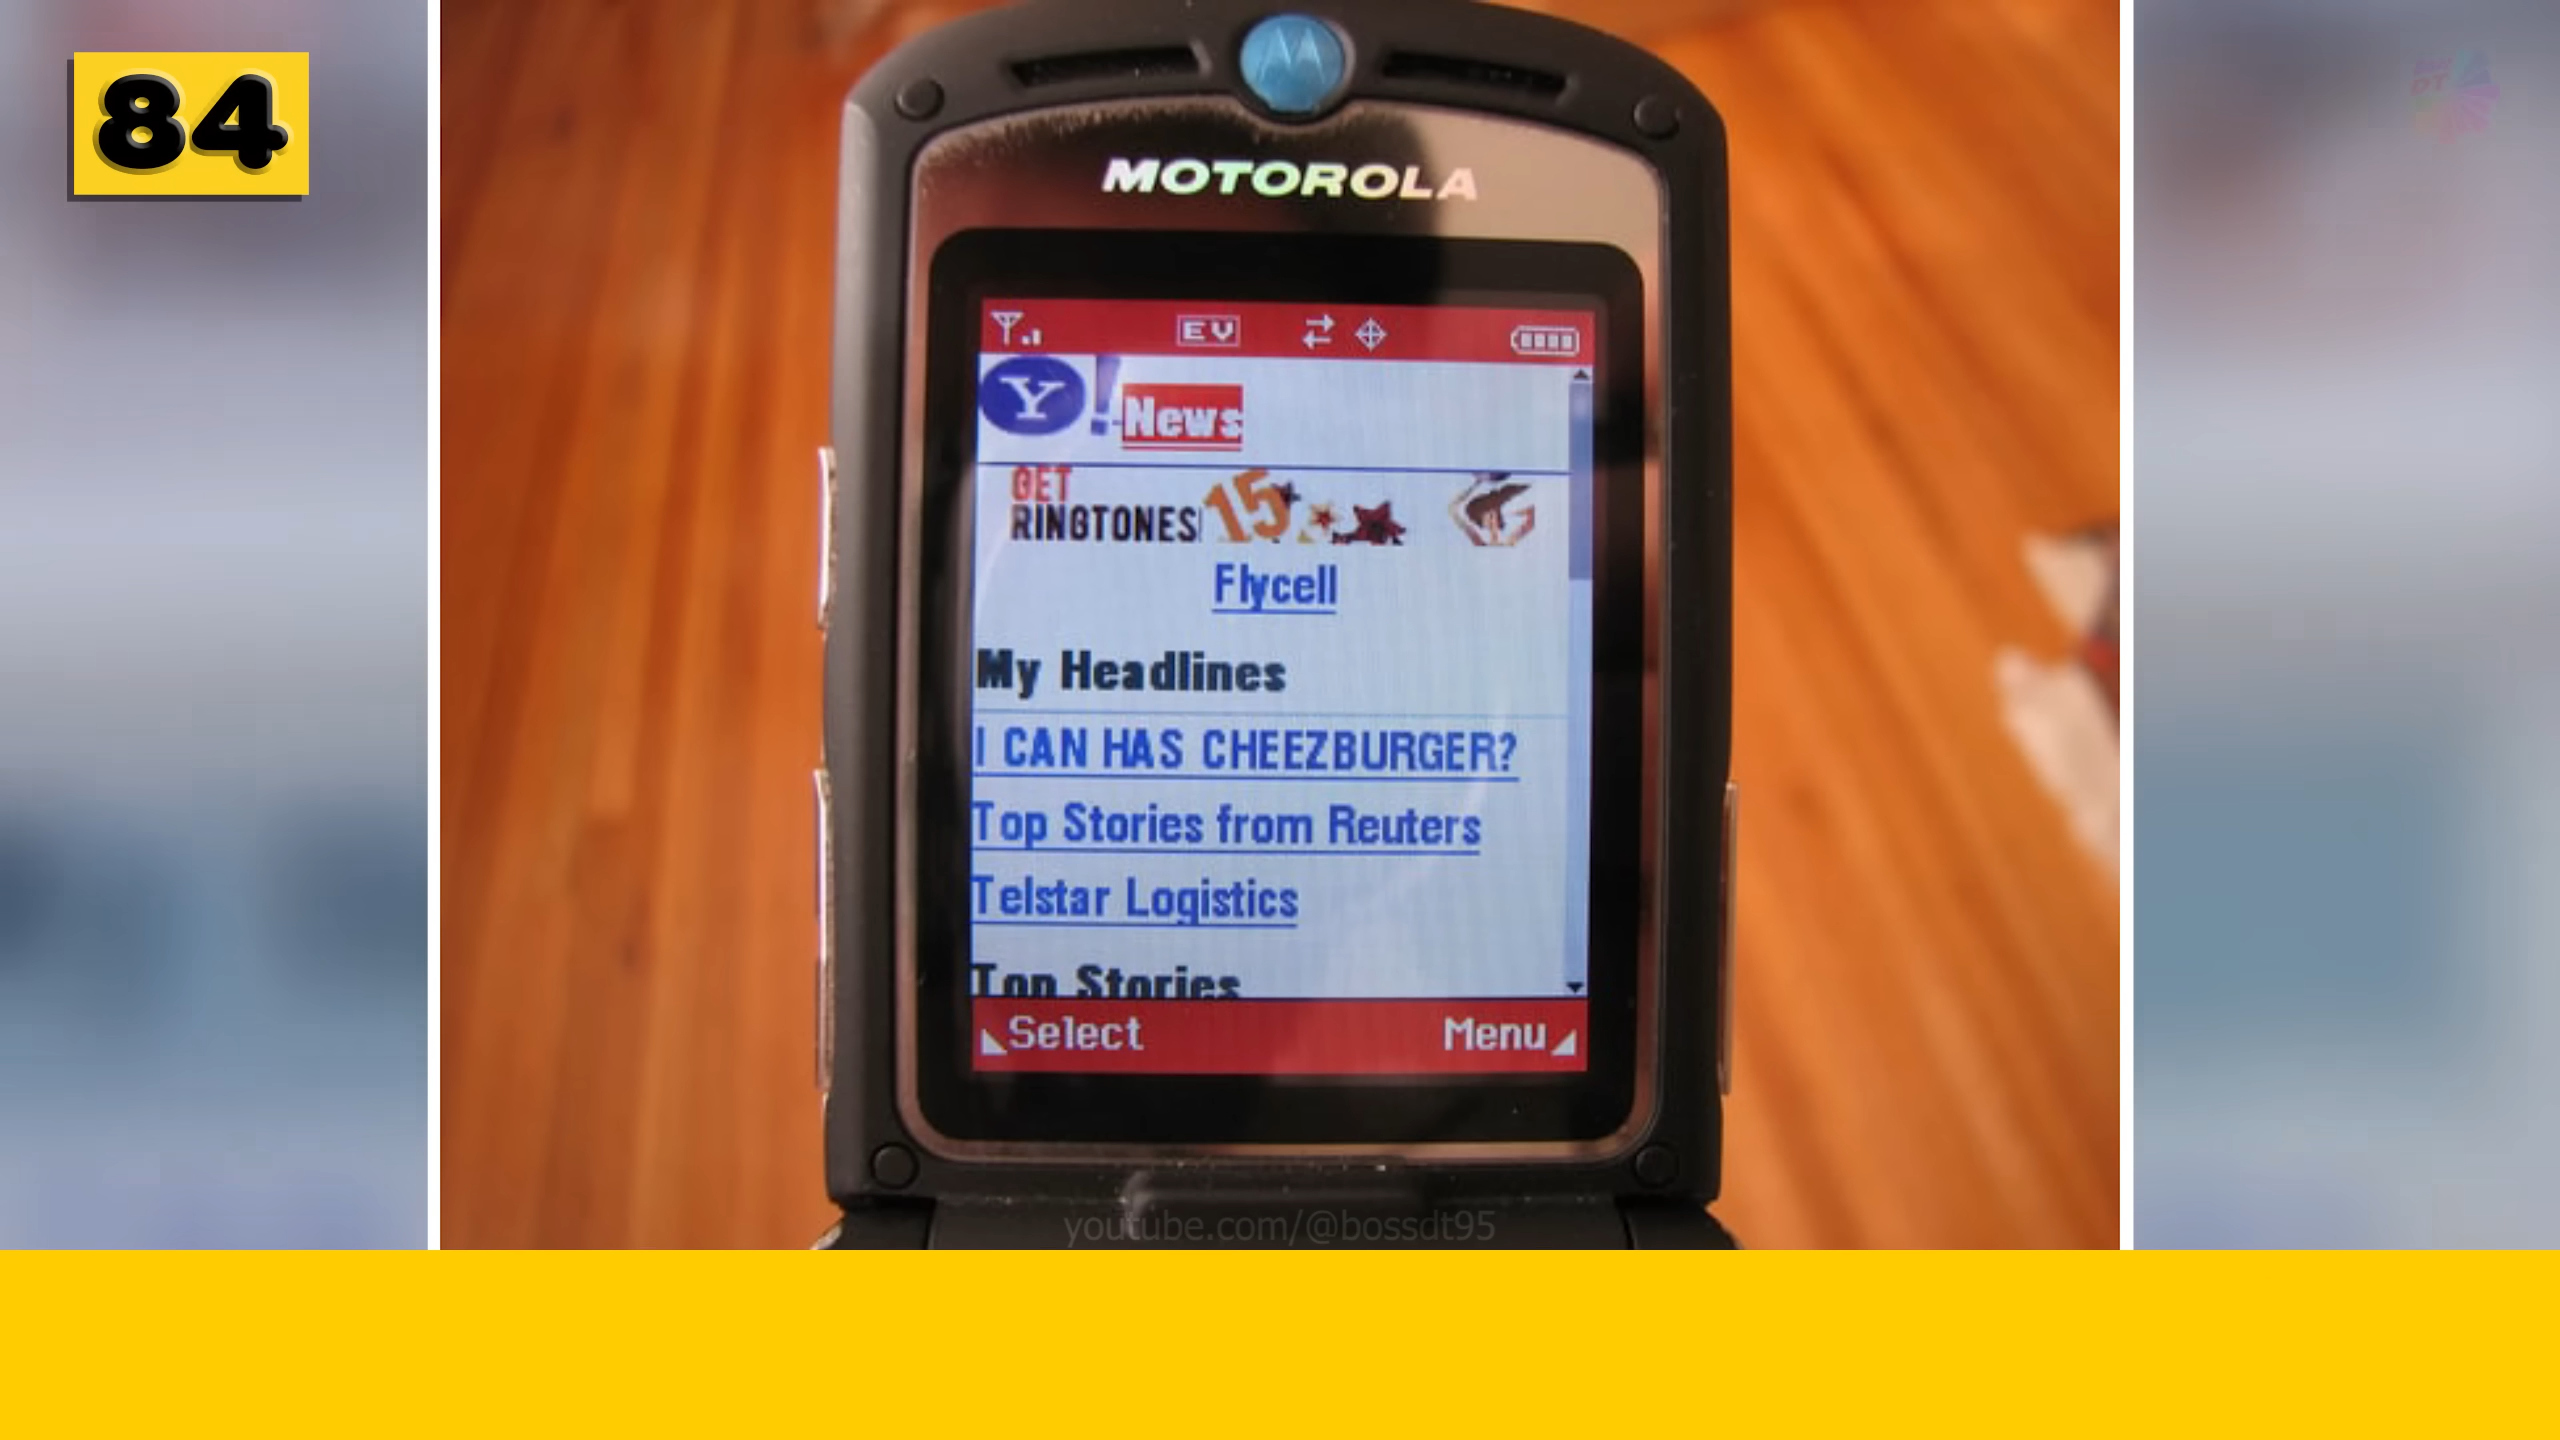 84
MOTOROLA
EV
Y! News
GET
RINGTONES 15
Flycell
My Headlines
I CAN HAS CHEEZBURGER?
Top Stories from Reuters
Telstar Logistics
Top Stories
Select Menu
youtube.com/@bossdt95